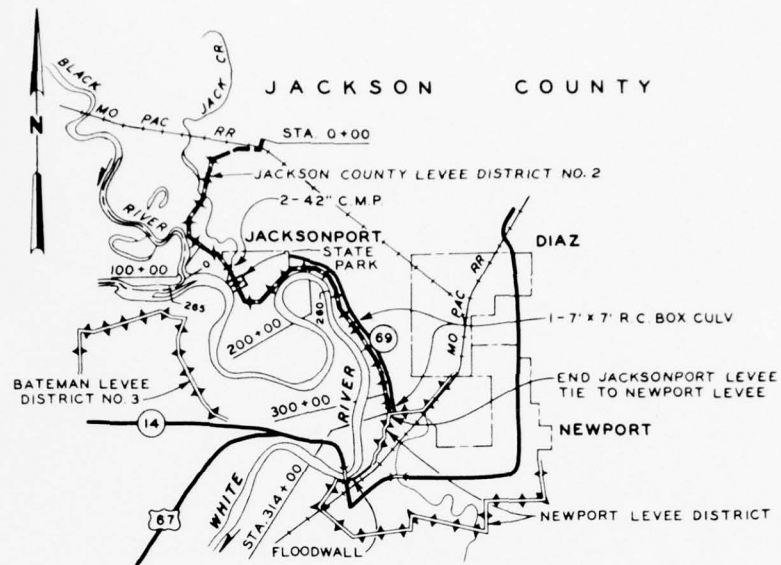 JACKSON COUNTY
BLACK
RIVER
JACK CR
MO PAC RR
STA. 0+00
N
JACKSON COUNTY LEVEE DISTRICT NO. 2
2-42" C.M.P.
JACKSONPORT
STATE
PARK
DIAZ
100+00
0
265
260
200+00
69
MO PAC RR
1-7' x 7' R.C. BOX CULV
BATEMAN LEVEE
DISTRICT NO. 3
300+00
RIVER
END JACKSONPORT LEVEE
TIE TO NEWPORT LEVEE
14
NEWPORT
67
WHITE
STA. 314+00
NEWPORT LEVEE DISTRICT
FLOODWALL